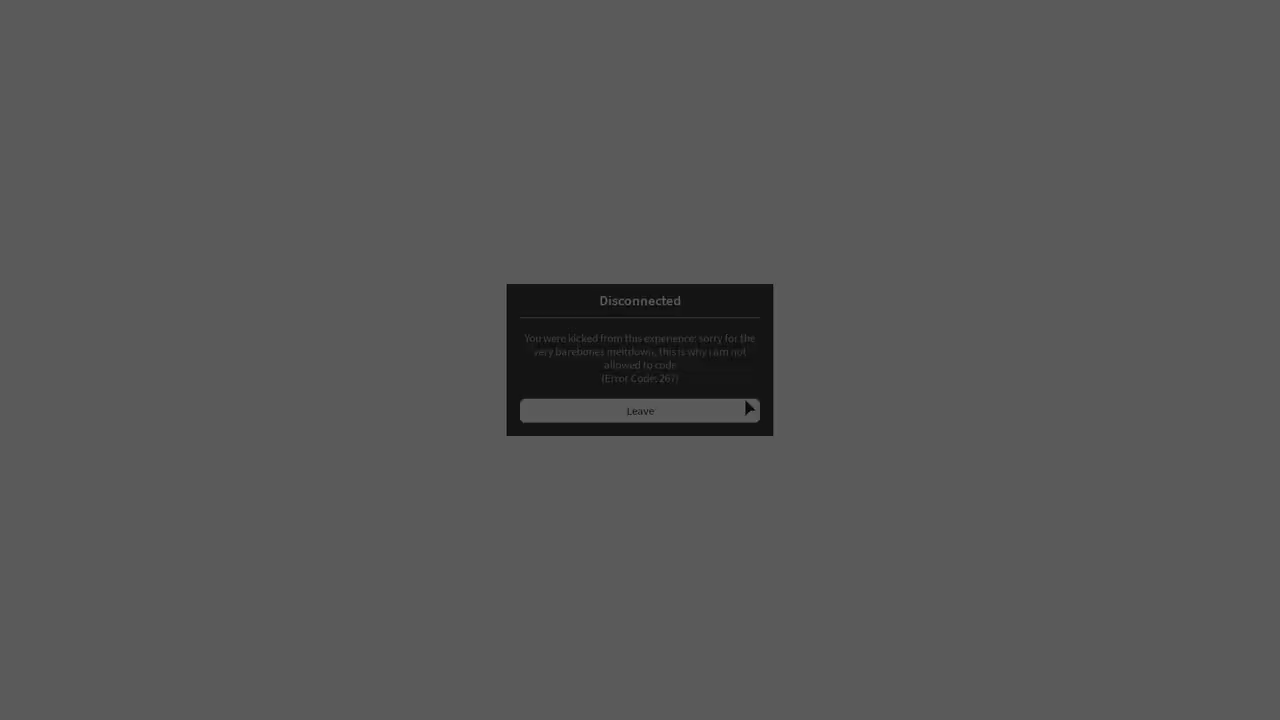 Disconnected
You were kicked from this experience: sorry for the
very barebones meltdown, this is why i am not
allowed to code
(Error Code: 267)
Leave